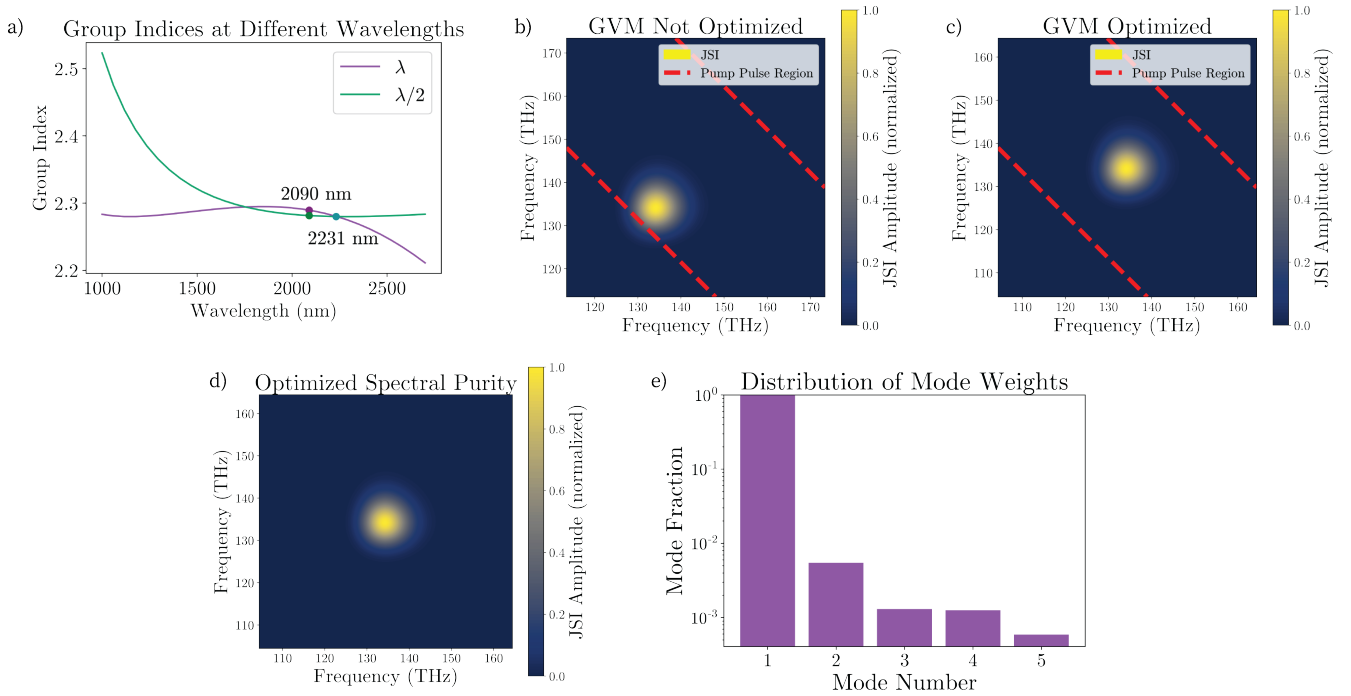 a)
Group Indices at Different Wavelengths
2.5
2.4
2.3
2.2
Group Index
λ
λ/2
2090 nm
2231 nm
1000
1500
2000
2500
Wavelength (nm)
b)
GVM Not Optimized
JSI
Pump Pulse Region
170
160
150
140
130
120
Frequency (THz)
120
130
140
150
160
170
Frequency (THz)
1.0
0.8
0.6
0.4
0.2
0.0
JSI Amplitude (normalized)
c)
GVM Optimized
JSI
Pump Pulse Region
160
150
140
130
120
110
Frequency (THz)
110
120
130
140
150
160
Frequency (THz)
1.0
0.8
0.6
0.4
0.2
0.0
JSI Amplitude (normalized)
d)
Optimized Spectral Purity
160
150
140
130
120
110
Frequency (THz)
110
120
130
140
150
160
Frequency (THz)
1.0
0.8
0.6
0.4
0.2
0.0
JSI Amplitude (normalized)
e)
Distribution of Mode Weights
10⁰
10⁻¹
10⁻²
10⁻³
Mode Fraction
1
2
3
4
5
Mode Number